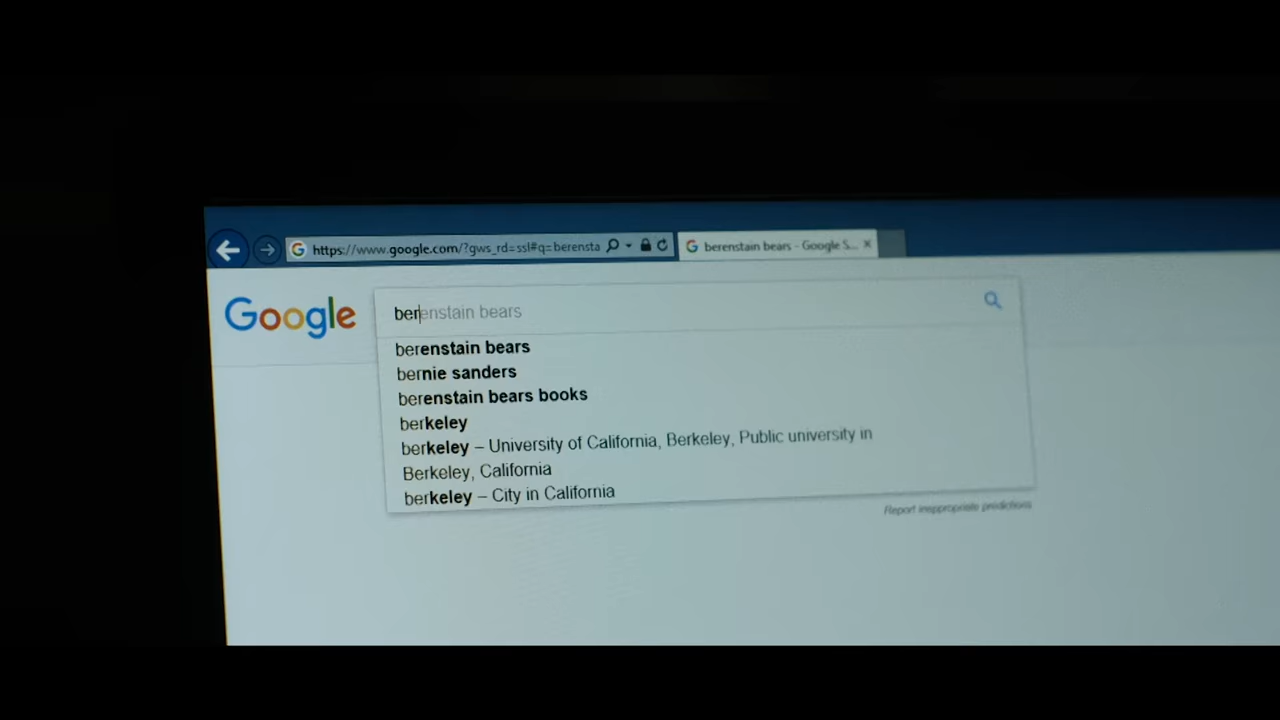 https://www.google.com/?gws_rd=ssl#q=berensta
berenstain bears - Google S...
Google
berenstain bears
berenstain bears
bernie sanders
berenstain bears books
berkeley
berkeley – University of California, Berkeley, Public university in
Berkeley, California
berkeley – City in California
Report inappropriate predictions